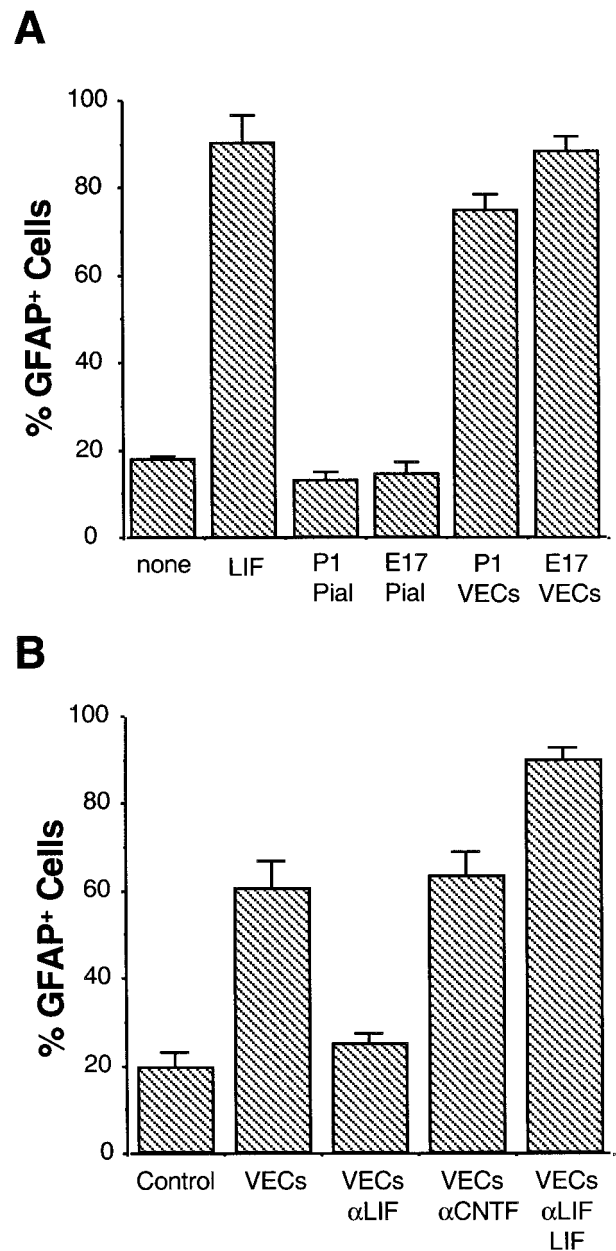 A
% GFAP+ Cells
100
80
60
40
20
0
none LIF P1 E17 P1 E17
Pial Pial VECs VECs
B
% GFAP+ Cells
100
80
60
40
20
0
Control VECs VECs VECs VECs
αLIF αCNTF αLIF
LIF